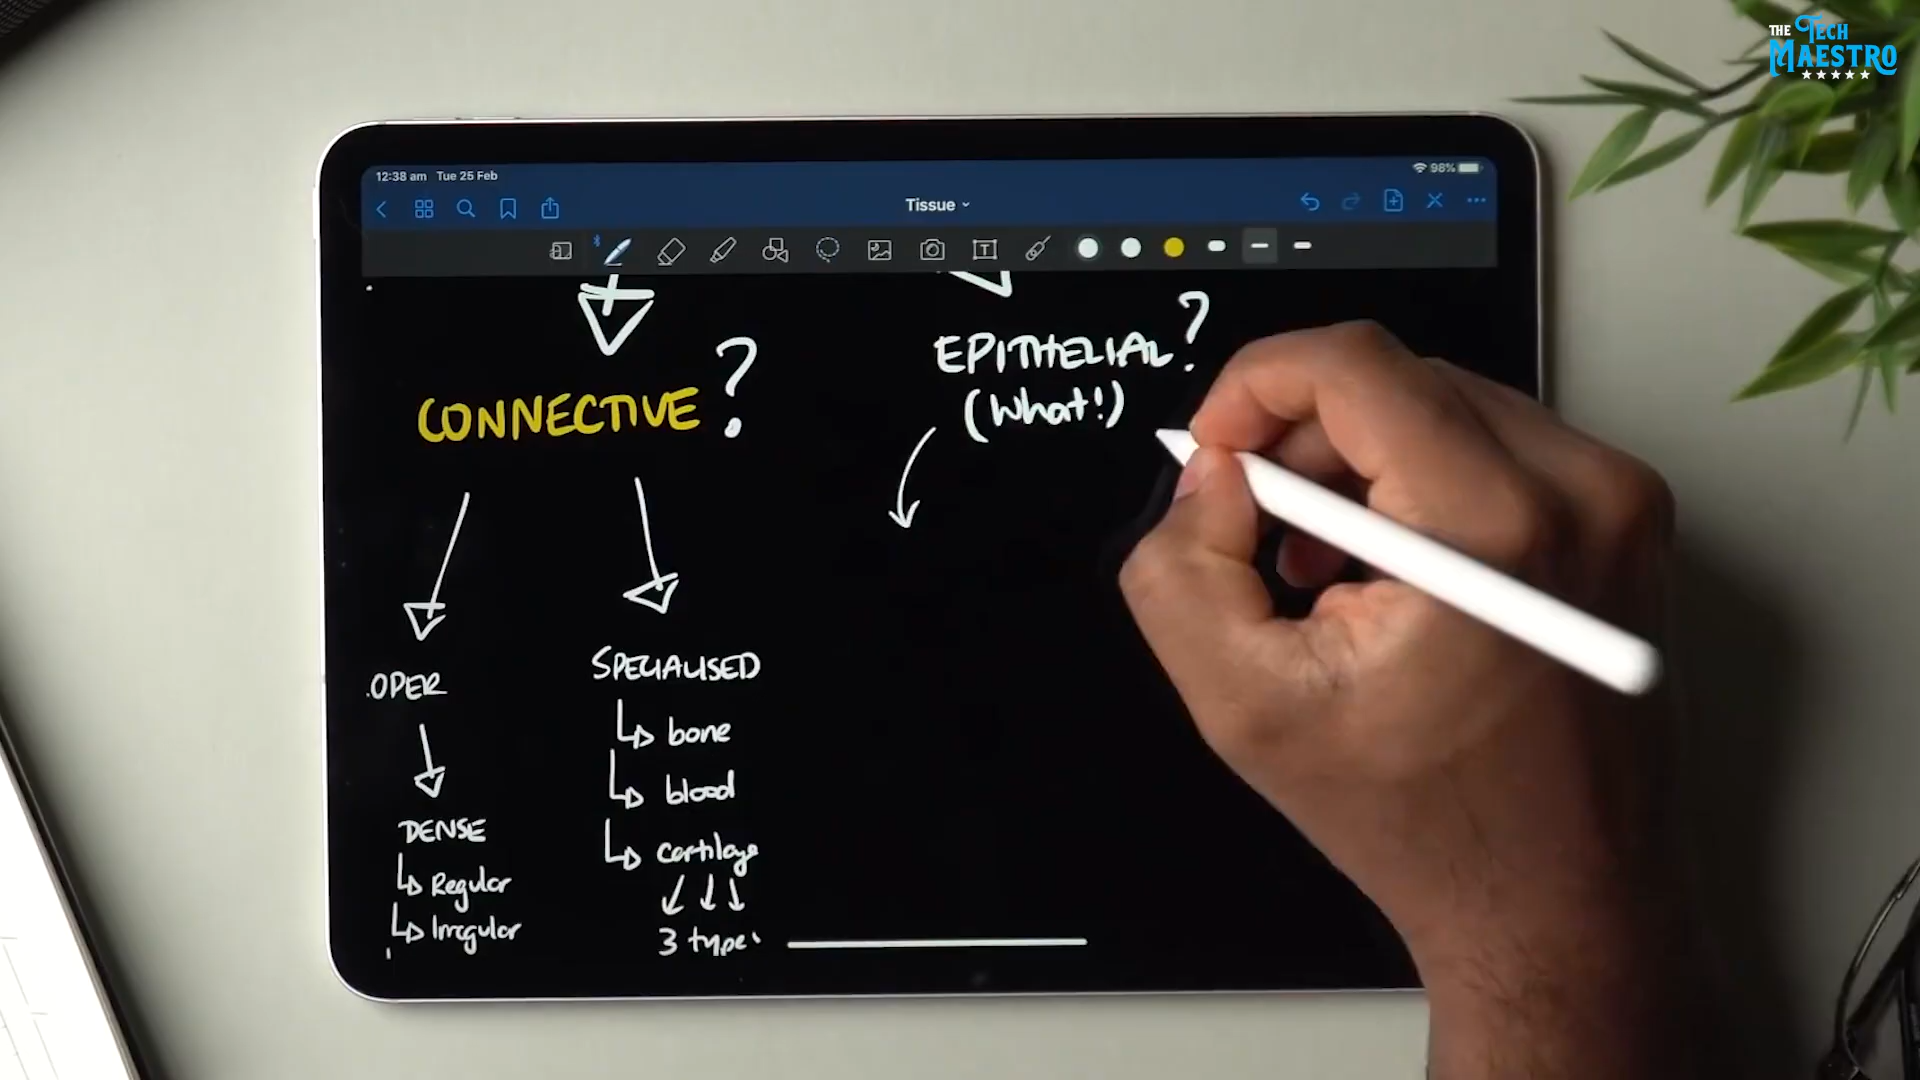 THE TECH
MAESTRO
12:38 am Tue 25 Feb
98%
Tissue
T
EPITHELIAL?
(What!)
CONNECTIVE?
.OPER
SPECIALISED
bone
blood
cartilage
3 type
DENSE
Regular
Irregular